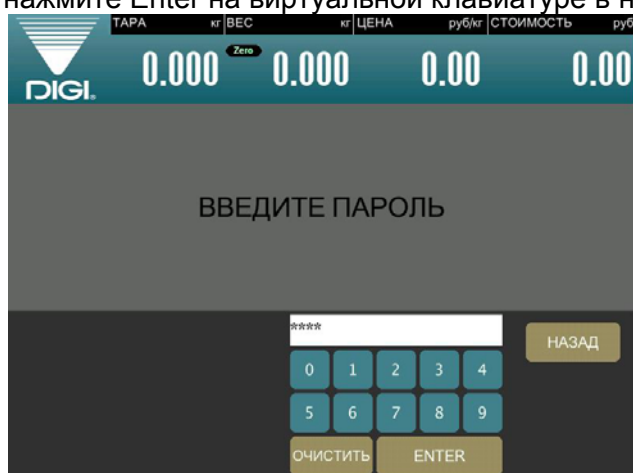 нажмите Enter на виртуальной клавиатуре в н
ТАРА кг ВЕС кг ЦЕНА руб/кг СТОИМОСТЬ руб
0.000 Zero 0.000 0.00 0.00
DIGI.
ВВЕДИТЕ ПАРОЛЬ
****
НАЗАД
0 1 2 3 4
5 6 7 8 9
ОЧИСТИТЬ ENTER